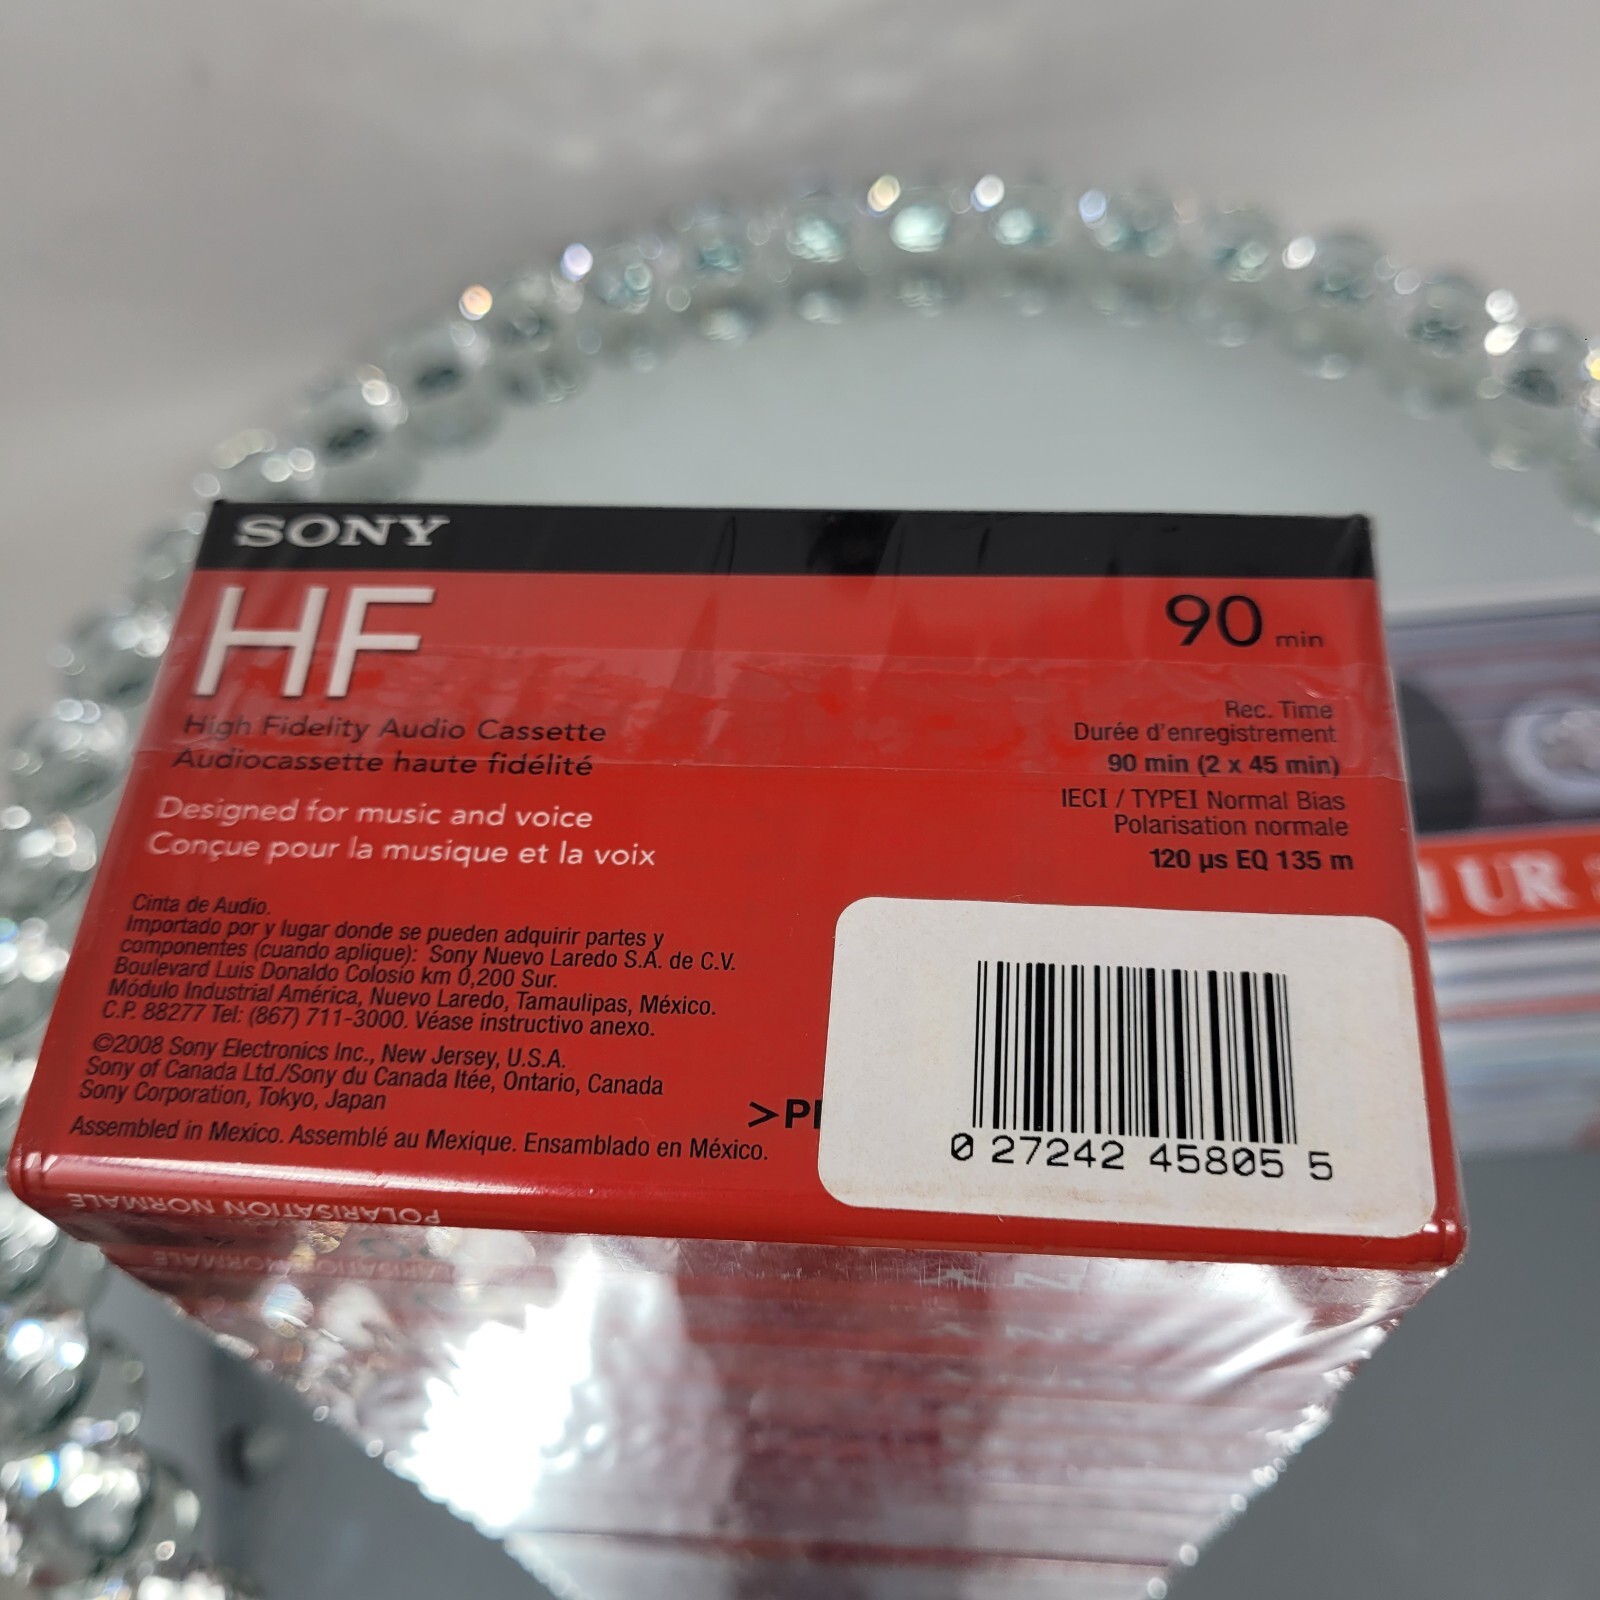 SONY
HF
90 min
High Fidelity Audio Cassette
Audiocassette haute fidélité
Designed for music and voice
Conçue pour la musique et la voix
Rec. Time
Durée d'enregistrement
90 min (2 x 45 min)
IECI / TYPEI Normal Bias
Polarisation normale
120 µs EQ 135 m
Cinta de Audio.
Importado por y lugar donde se pueden adquirir partes y
componentes (cuando aplique): Sony Nuevo Laredo S.A. de C.V.
Boulevard Luis Donaldo Colosio km 0,200 Sur.
Módulo Industrial América, Nuevo Laredo, Tamaulipas, México.
C.P. 88277 Tel: (867) 711-3000. Véase instructivo anexo.
©2008 Sony Electronics Inc., New Jersey, U.S.A.
Sony of Canada Ltd./Sony du Canada ltée, Ontario, Canada
Sony Corporation, Tokyo, Japan
Assembled in Mexico. Assemblé au Mexique. Ensamblado en México.
0 27242 45805 5
POLARISATION NORMALE
UR